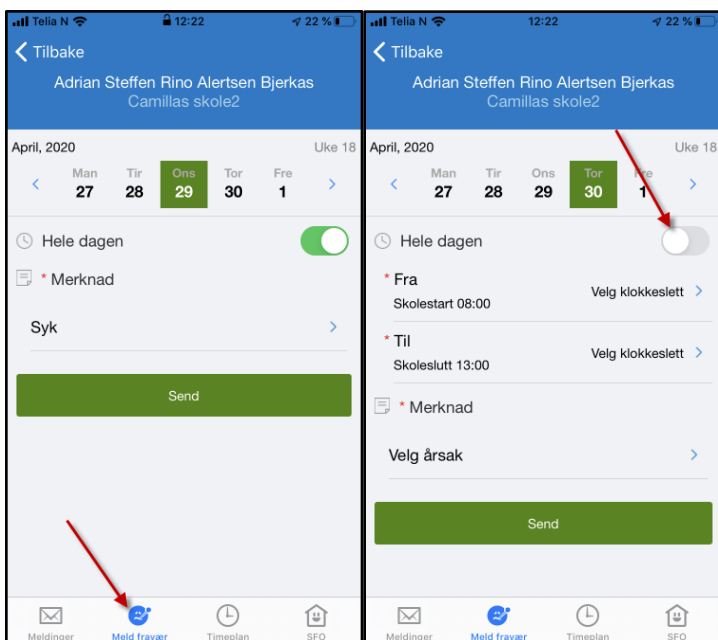 Telia N 12:22 22 %
Tilbake
Adrian Steffen Rino Alertsen Bjerkas
Camillas skole2
April, 2020 Uke 18
Man Tir Ons Tor Fre
27 28 29 30 1
Hele dagen
* Merknad
Syk
Send
Meldinger Meld fravær Timeplan SFO
Telia N 12:22 22 %
Tilbake
Adrian Steffen Rino Alertsen Bjerkas
Camillas skole2
April, 2020 Uke 18
Man Tir Ons Tor Fre
27 28 29 30 1
Hele dagen
* Fra
Skolestart 08:00 Velg klokkeslett
* Til
Skoleslutt 13:00 Velg klokkeslett
* Merknad
Velg årsak
Send
Meldinger Meld fravær Timeplan SFO